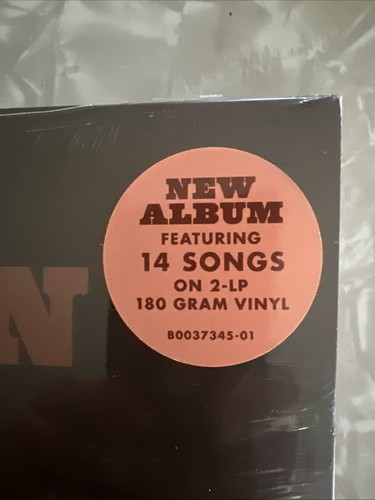 NEW
ALBUM
FEATURING
14 SONGS
ON 2-LP
180 GRAM VINYL
B0037345-01
N